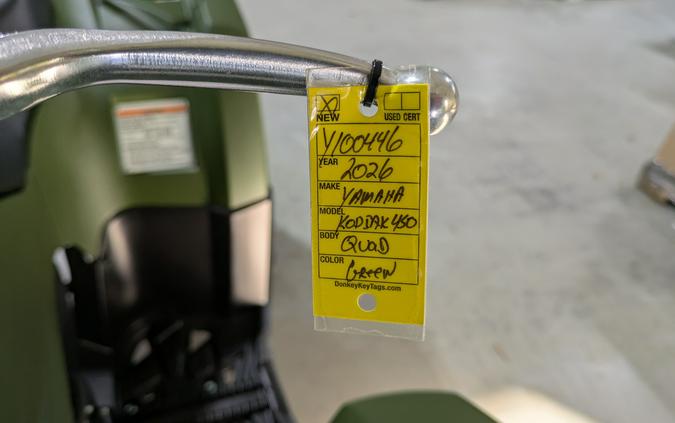 X
NEW USED CERT
Y100446
YEAR 2026
MAKE YAMAHA
MODEL KODIAK 450
BODY QUAD
COLOR GREEN
DonkeyKeyTags.com